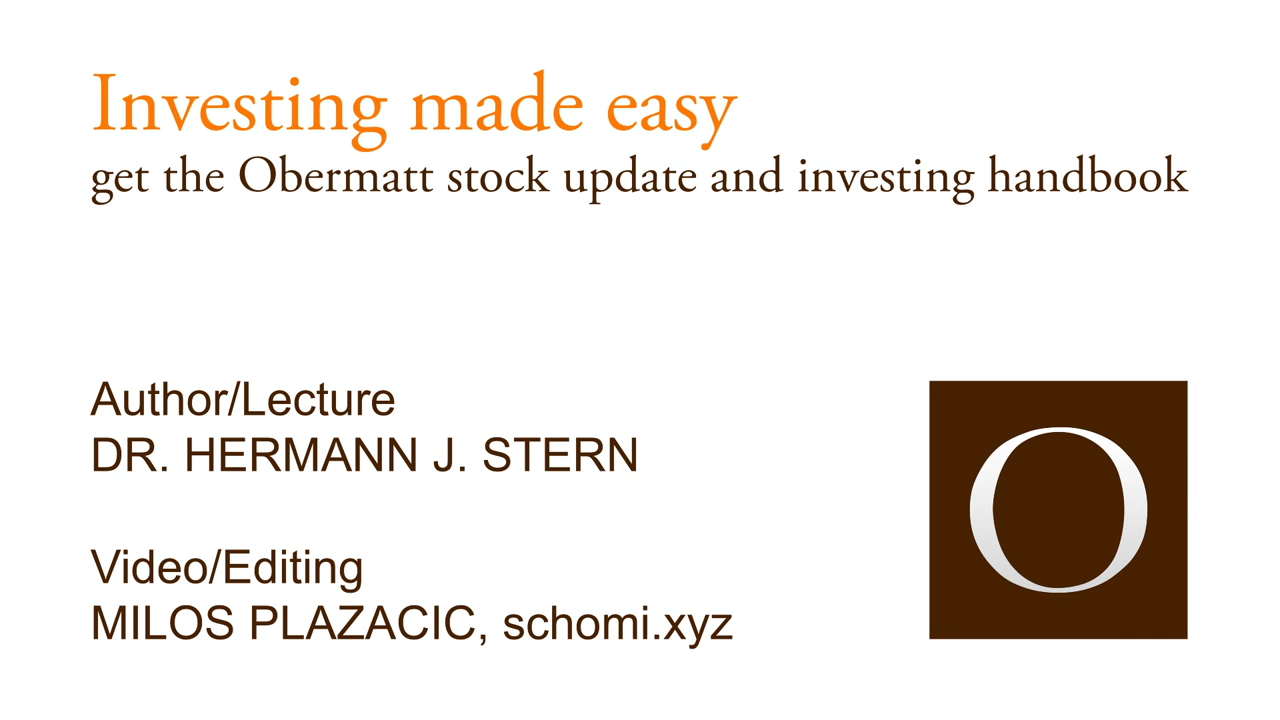 Investing made easy
get the Obermatt stock update and investing handbook
Author/Lecture
DR. HERMANN J. STERN
Video/Editing
MILOS PLAZACIC, schomi.xyz
O